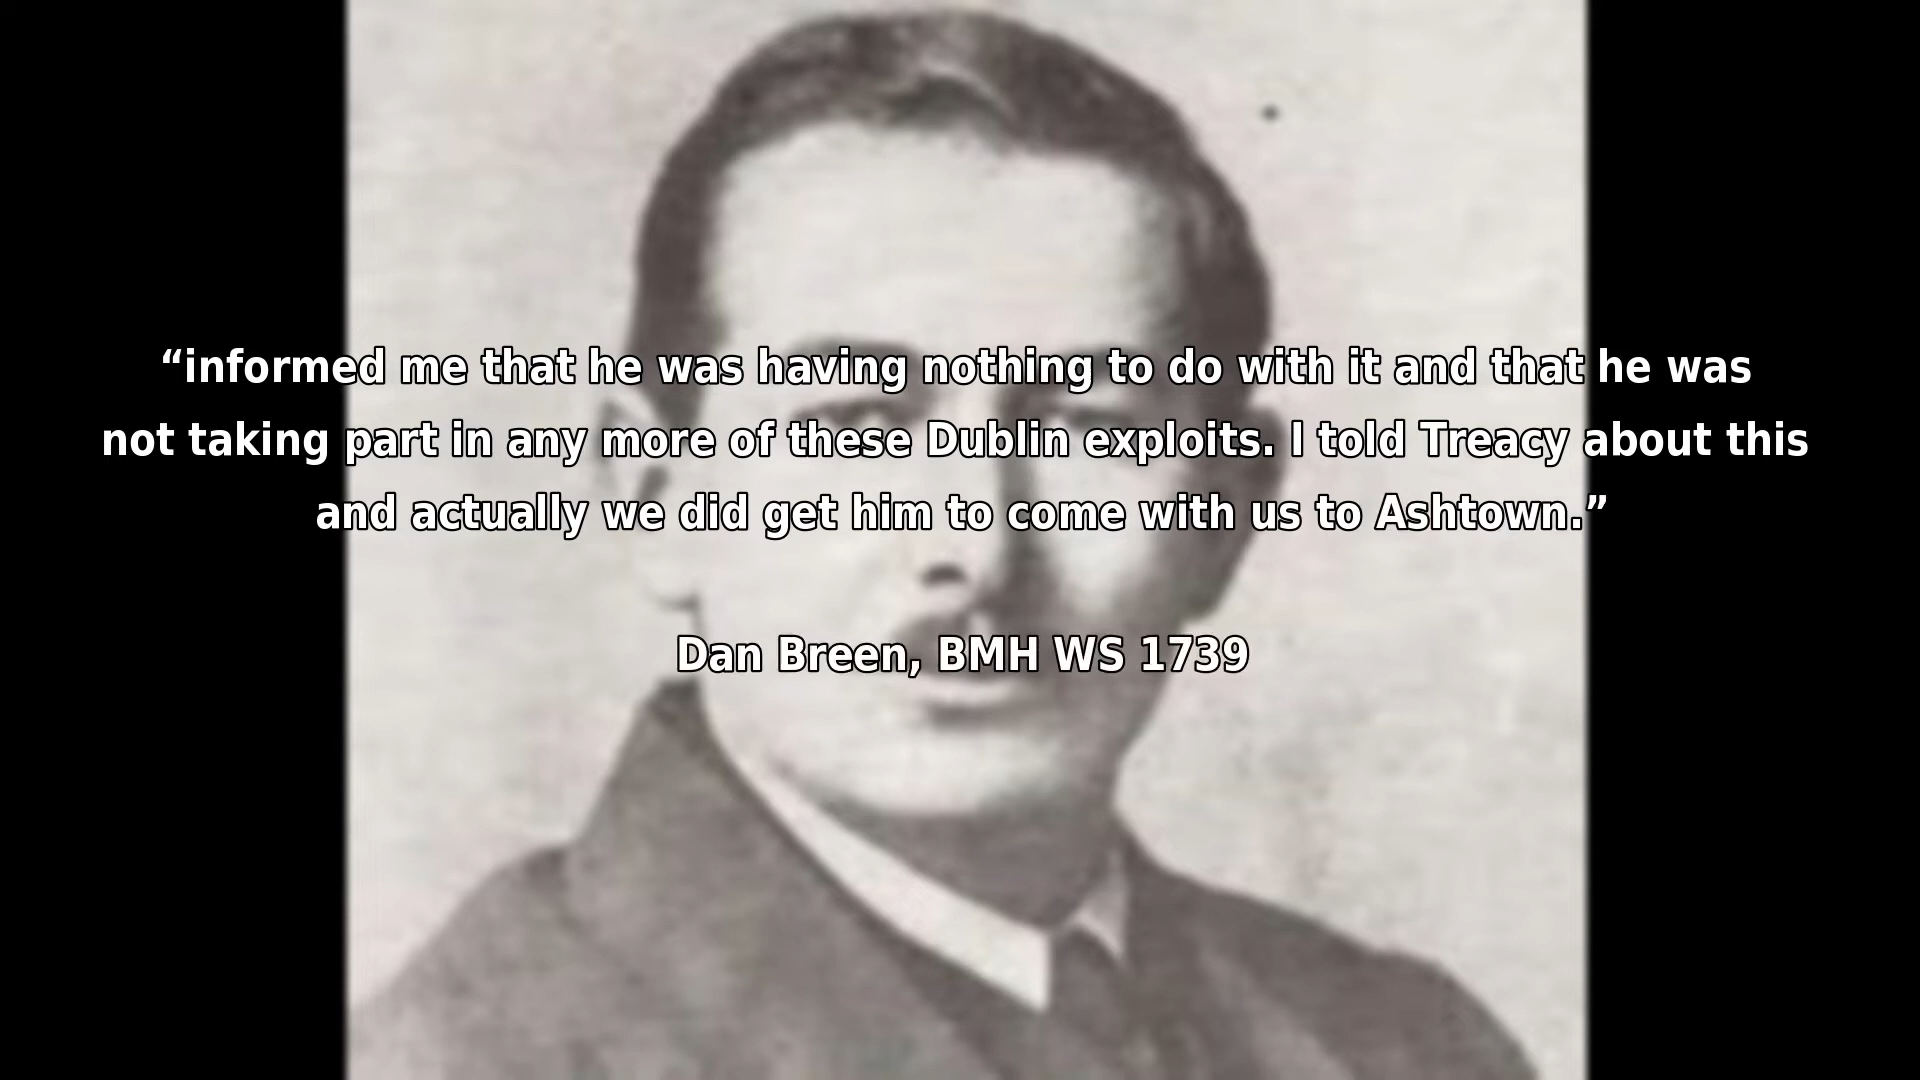 “informed me that he was having nothing to do with it and that he was
not taking part in any more of these Dublin exploits. I told Treacy about this
and actually we did get him to come with us to Ashtown.”
Dan Breen, BMH WS 1739